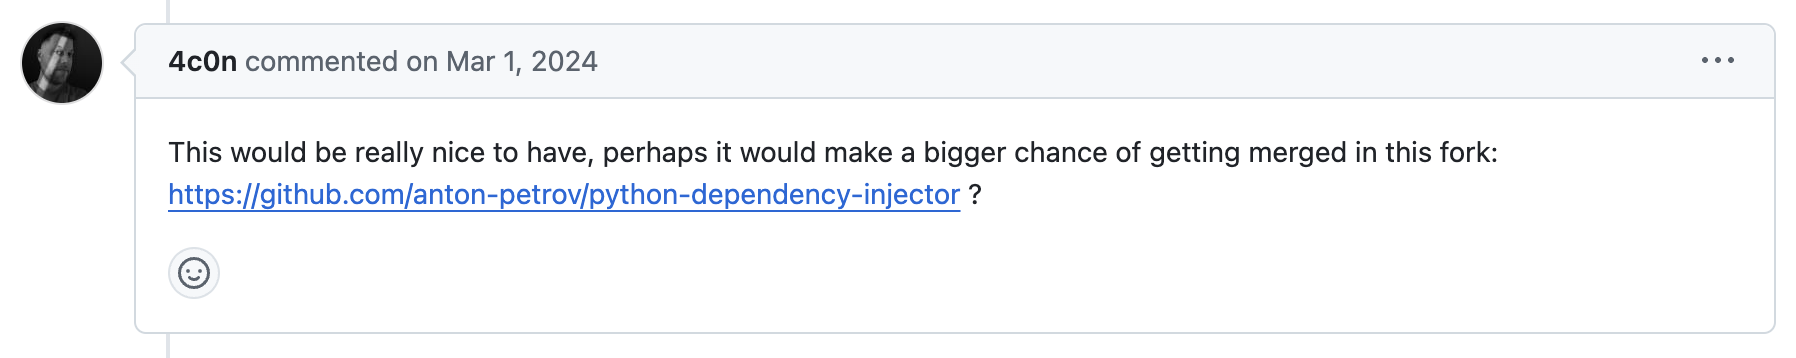 4c0n commented on Mar 1, 2024
This would be really nice to have, perhaps it would make a bigger chance of getting merged in this fork:
https://github.com/anton-petrov/python-dependency-injector ?